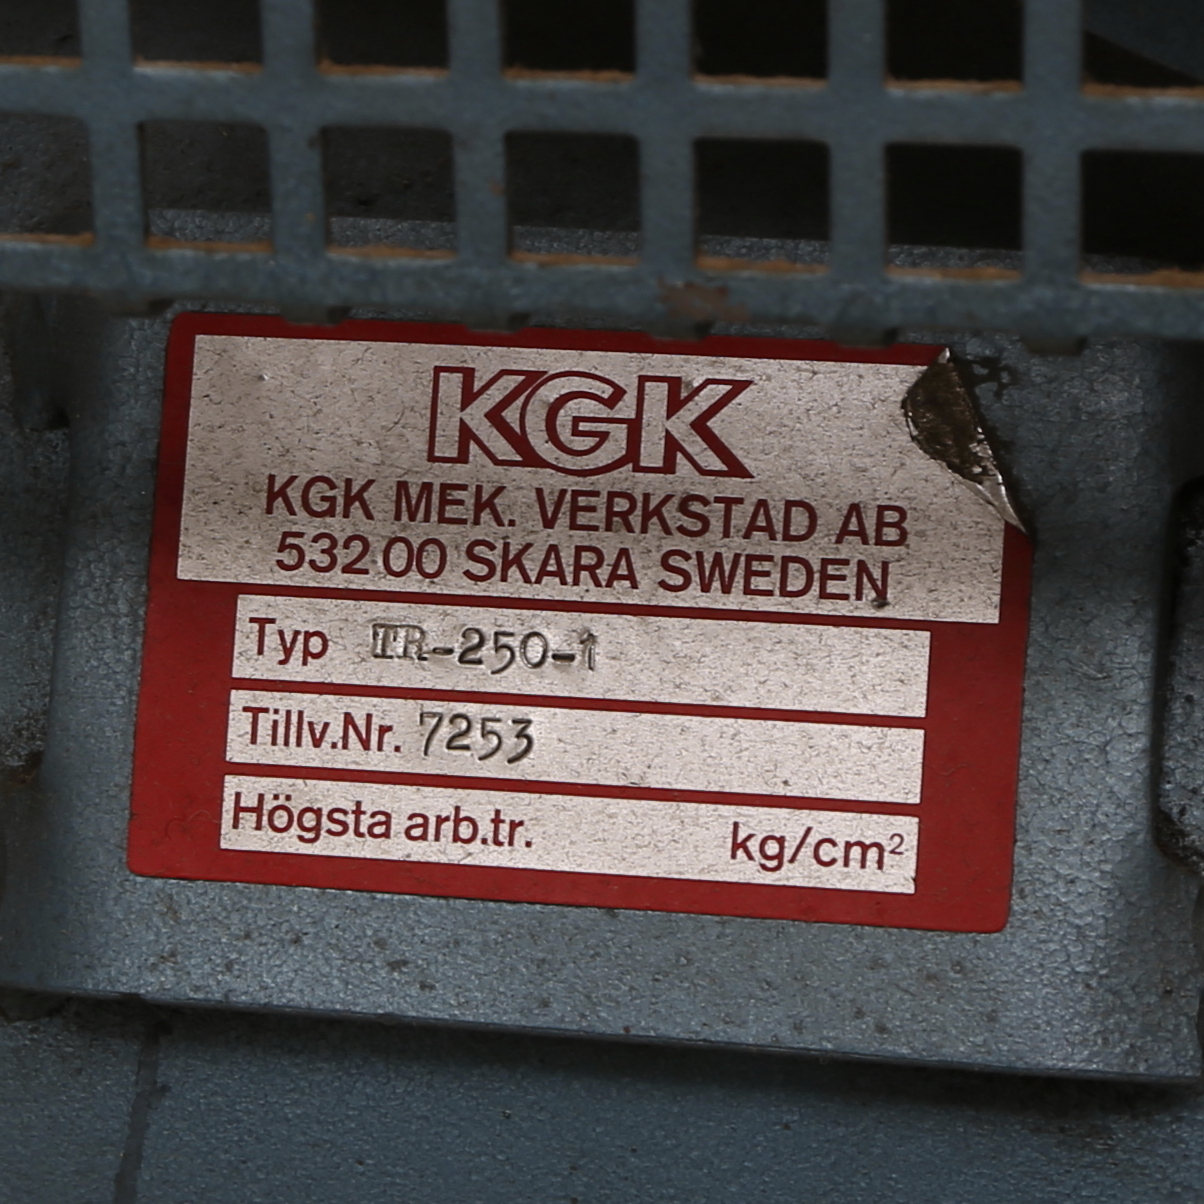 KGK
KGK MEK. VERKSTAD AB
532 00 SKARA SWEDEN
Typ TR-250-1
Tillv.Nr. 7253
Högsta arb.tr. kg/cm²